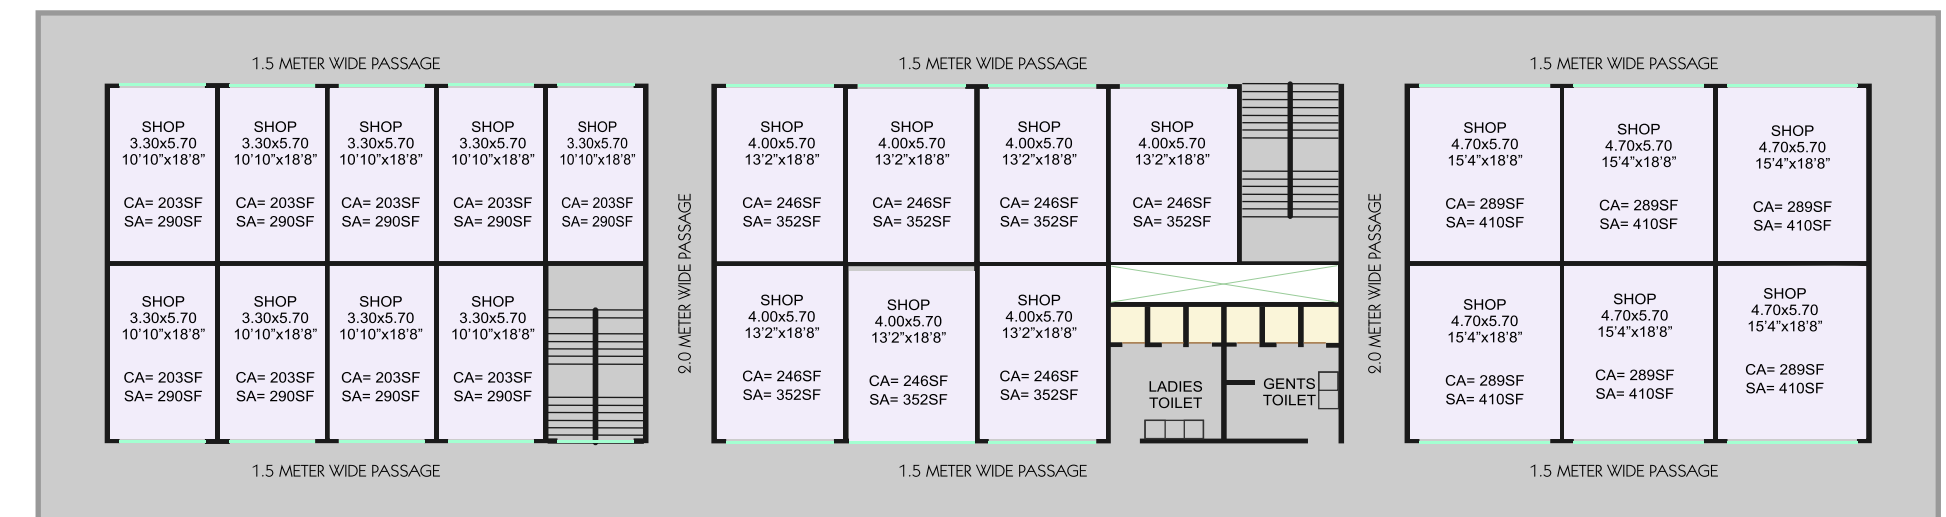 1.5 METER WIDE PASSAGE
1.5 METER WIDE PASSAGE
1.5 METER WIDE PASSAGE
SHOP
3.30x5.70
10'10"x18'8"
CA= 203SF
SA= 290SF
SHOP
3.30x5.70
10'10"x18'8"
CA= 203SF
SA= 290SF
SHOP
3.30x5.70
10'10"x18'8"
CA= 203SF
SA= 290SF
SHOP
3.30x5.70
10'10"x18'8"
CA= 203SF
SA= 290SF
SHOP
3.30x5.70
10'10"x18'8"
CA= 203SF
SA= 290SF
SHOP
3.30x5.70
10'10"x18'8"
CA= 203SF
SA= 290SF
SHOP
3.30x5.70
10'10"x18'8"
CA= 203SF
SA= 290SF
SHOP
3.30x5.70
10'10"x18'8"
CA= 203SF
SA= 290SF
SHOP
3.30x5.70
10'10"x18'8"
CA= 203SF
SA= 290SF
2.0 METER WIDE PASSAGE
SHOP
4.00x5.70
13'2"x18'8"
CA= 246SF
SA= 352SF
SHOP
4.00x5.70
13'2"x18'8"
CA= 246SF
SA= 352SF
SHOP
4.00x5.70
13'2"x18'8"
CA= 246SF
SA= 352SF
SHOP
4.00x5.70
13'2"x18'8"
CA= 246SF
SA= 352SF
SHOP
4.00x5.70
13'2"x18'8"
CA= 246SF
SA= 352SF
SHOP
4.00x5.70
13'2"x18'8"
CA= 246SF
SA= 352SF
SHOP
4.00x5.70
13'2"x18'8"
CA= 246SF
SA= 352SF
LADIES
TOILET
GENTS
TOILET
2.0 METER WIDE PASSAGE
SHOP
4.70x5.70
15'4"x18'8"
CA= 289SF
SA= 410SF
SHOP
4.70x5.70
15'4"x18'8"
CA= 289SF
SA= 410SF
SHOP
4.70x5.70
15'4"x18'8"
CA= 289SF
SA= 410SF
SHOP
4.70x5.70
15'4"x18'8"
CA= 289SF
SA= 410SF
SHOP
4.70x5.70
15'4"x18'8"
CA= 289SF
SA= 410SF
SHOP
4.70x5.70
15'4"x18'8"
CA= 289SF
SA= 410SF
1.5 METER WIDE PASSAGE
1.5 METER WIDE PASSAGE
1.5 METER WIDE PASSAGE